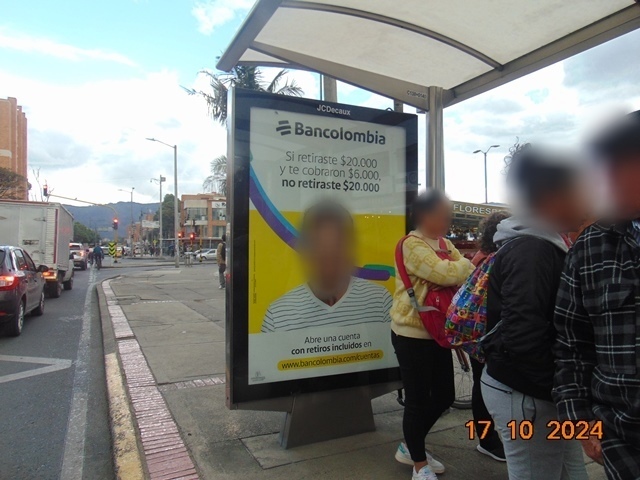 JCDecaux
Bancolombia
Si retiraste $20.000
y te cobraron $6.000,
no retiraste $20.000
Abre una cuenta
con retiros incluidos en
www.bancolombia.com/cuentas
FLORES
17 10 2024